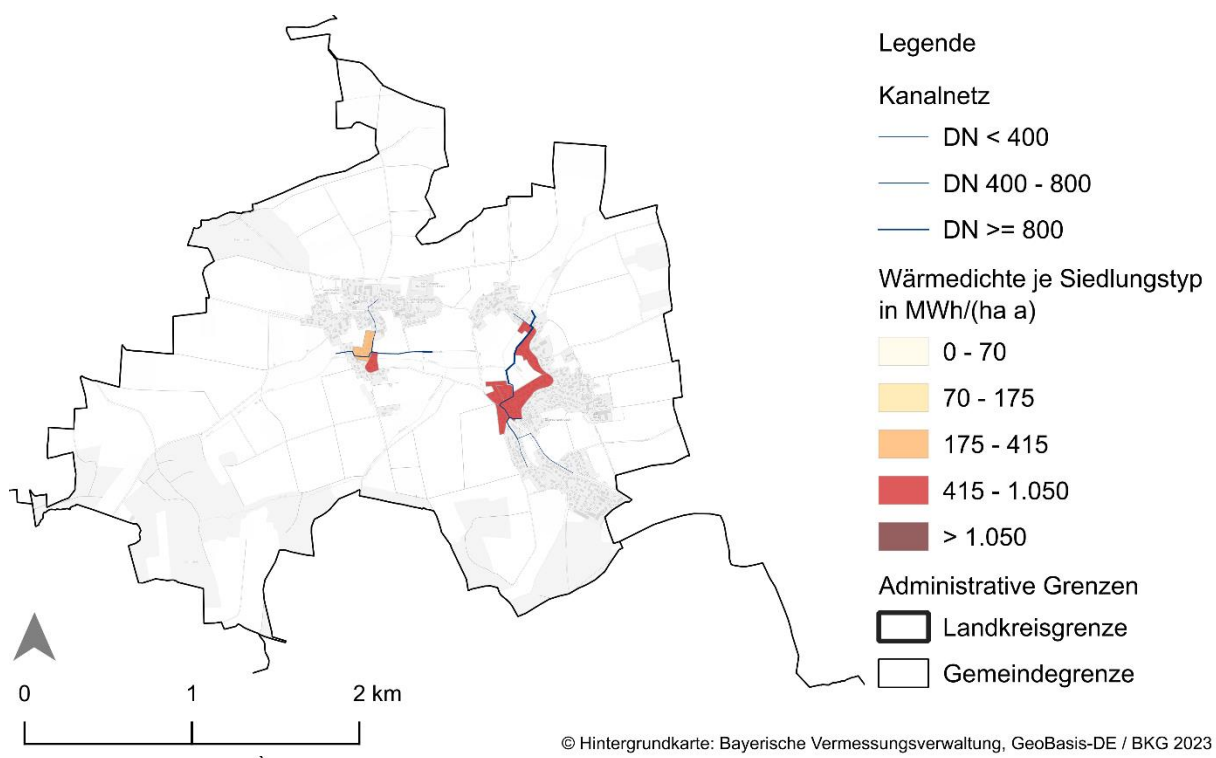 Legende
Kanalnetz
DN < 400
DN 400 - 800
DN >= 800
Wärmedichte je Siedlungstyp
in MWh/(ha a)
0 - 70
70 - 175
175 - 415
415 - 1.050
> 1.050
Administrative Grenzen
Landkreisgrenze
Gemeindegrenze
0 1 2 km
© Hintergrundkarte: Bayerische Vermessungsverwaltung, GeoBasis-DE / BKG 2023